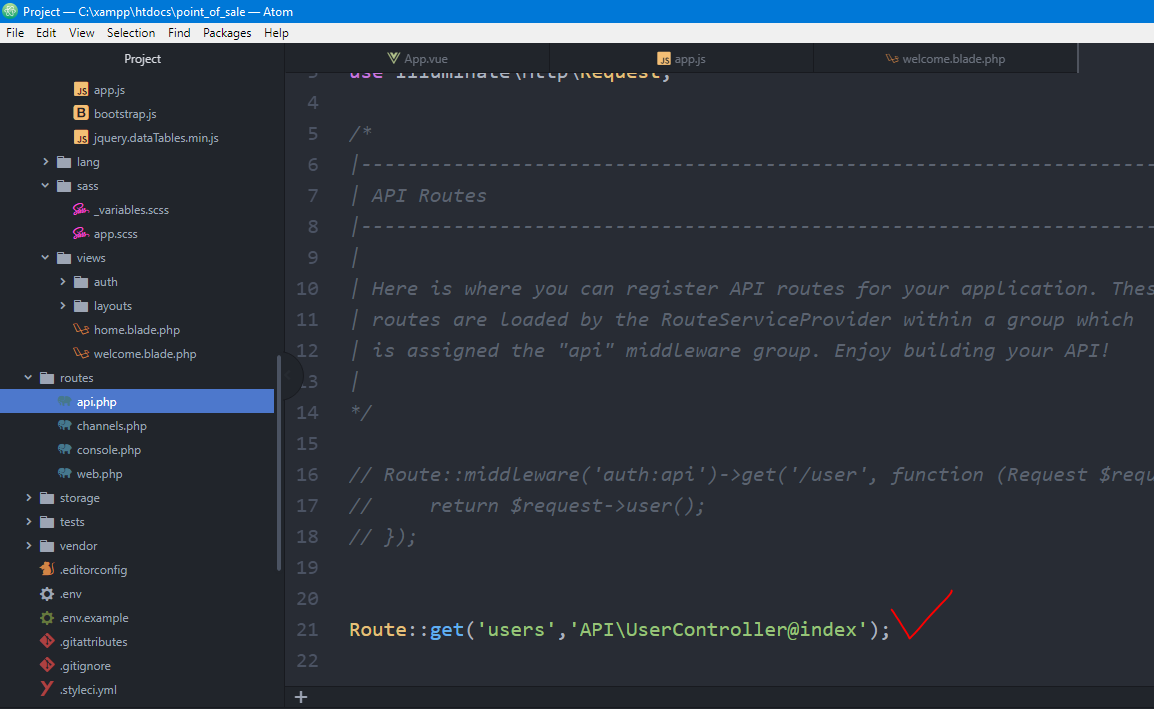 Project — C:\xampp\htdocs\point_of_sale — Atom
File Edit View Selection Find Packages Help
Project
app.js
bootstrap.js
jquery.dataTables.min.js
lang
sass
_variables.scss
app.scss
views
auth
layouts
home.blade.php
welcome.blade.php
routes
api.php
channels.php
console.php
web.php
storage
tests
vendor
.editorconfig
.env
.env.example
.gitattributes
.gitignore
.styleci.yml
App.vue app.js welcome.blade.php
3 use Illuminate\Http\Request;
4
5 /*
6 |--------------------------------------------------------------------
7 | API Routes
8 |--------------------------------------------------------------------
9 |
10 | Here is where you can register API routes for your application. Thes
11 | routes are loaded by the RouteServiceProvider within a group which
12 | is assigned the "api" middleware group. Enjoy building your API!
13 |
14 */
15
16 // Route::middleware('auth:api')->get('/user', function (Request $requ
17 //     return $request->user();
18 // });
19
20
21 Route::get('users','API\UserController@index');
22
+